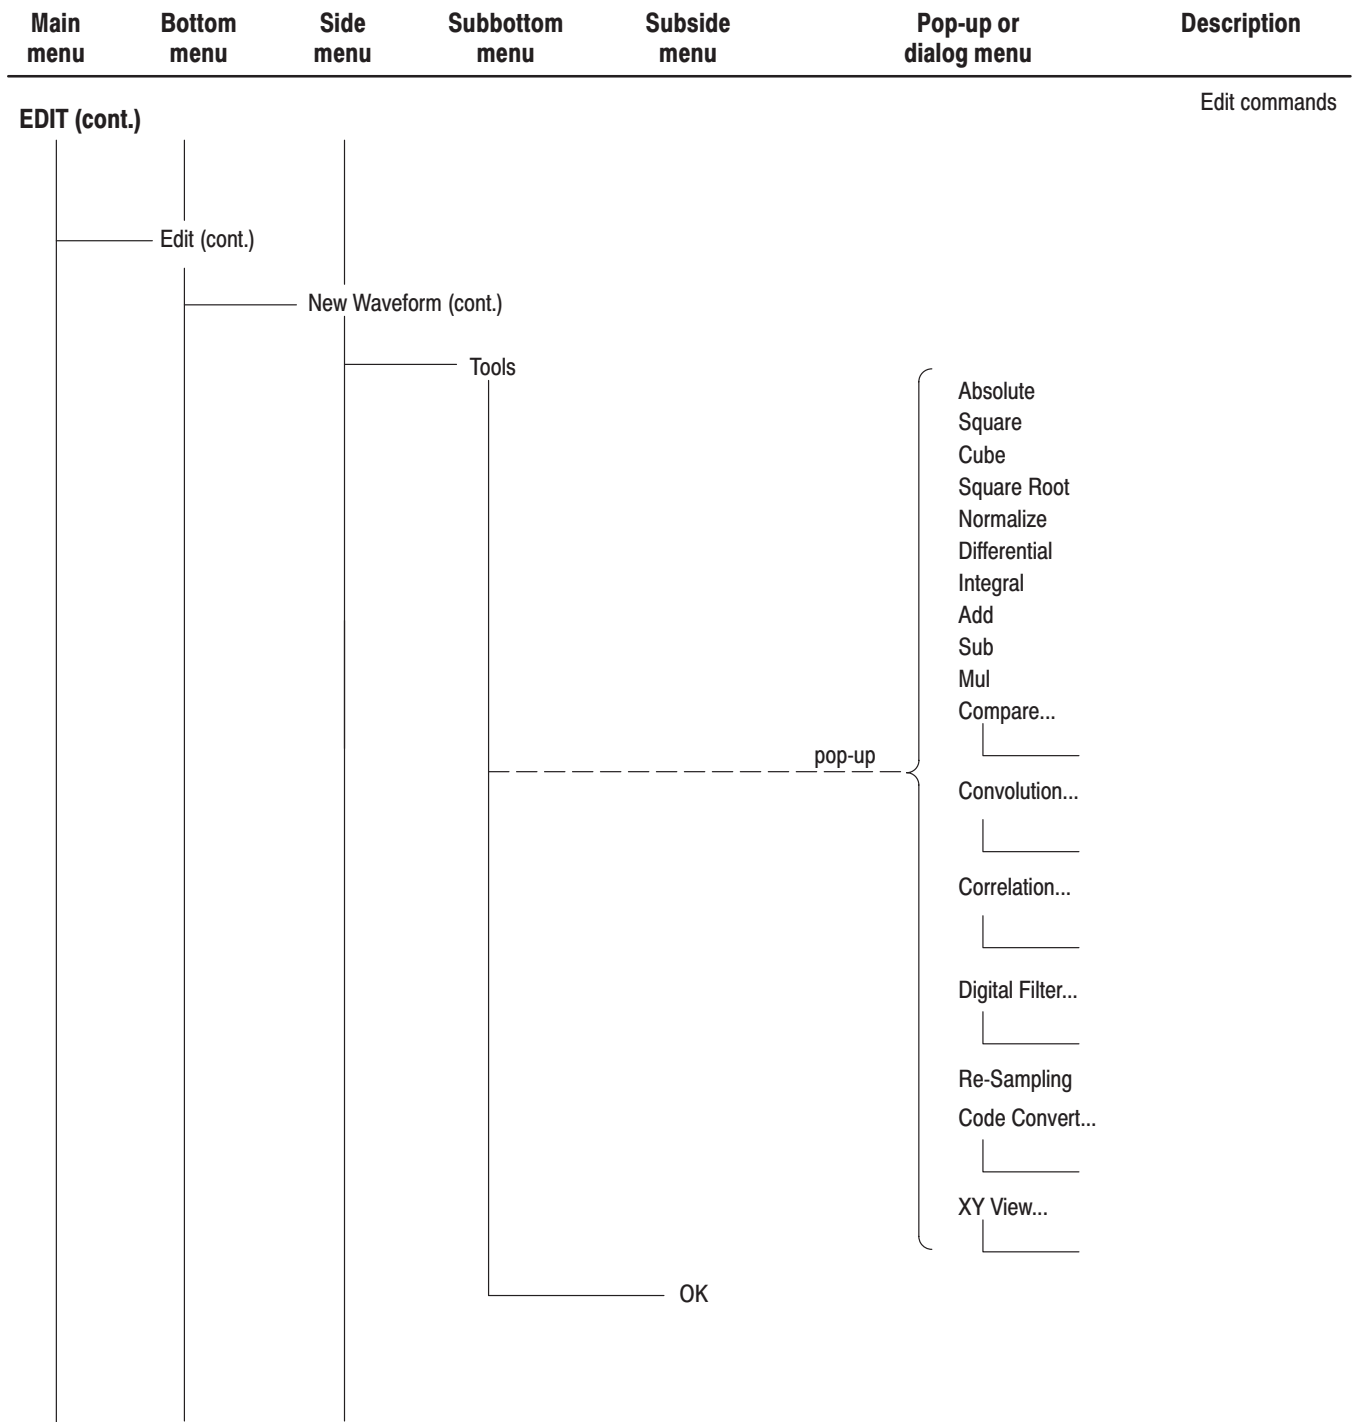 Main menu
Bottom menu
Side menu
Subbottom menu
Subside menu
Pop-up or dialog menu
Description
Edit commands
EDIT (cont.)
Edit (cont.)
New Waveform (cont.)
Tools
Absolute
Square
Cube
Square Root
Normalize
Differential
Integral
Add
Sub
Mul
Compare...
pop-up
Convolution...
Correlation...
Digital Filter...
Re-Sampling
Code Convert...
XY View...
OK